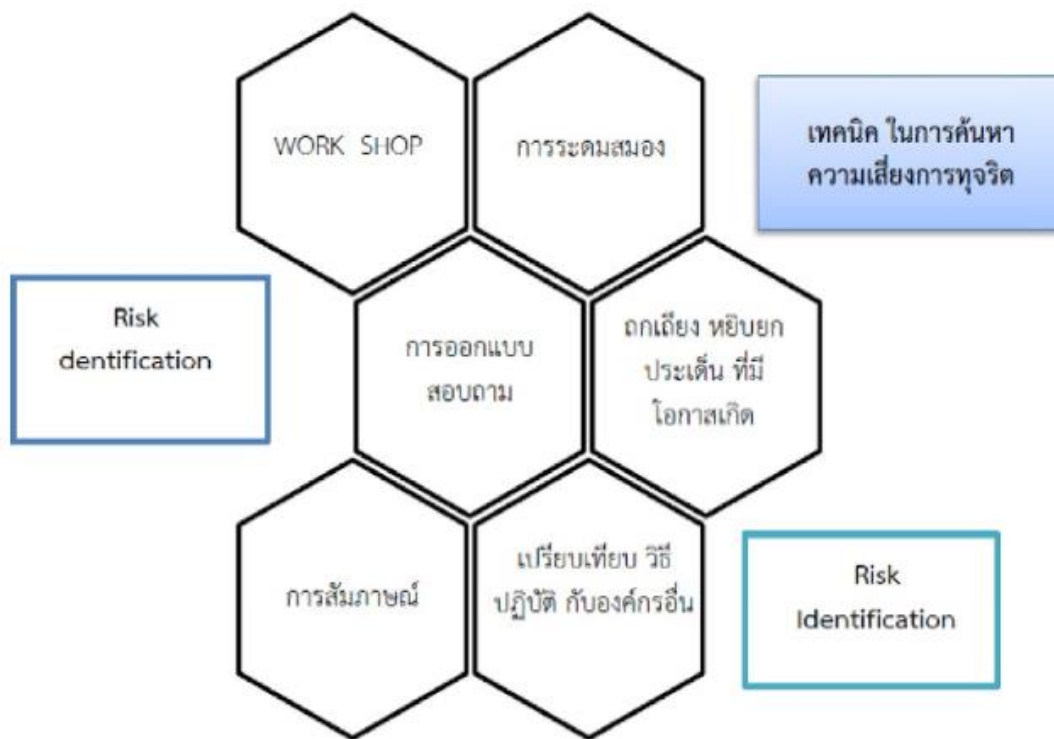 WORK SHOP
การระดมสมอง
เทคนิค ในการค้นหา
ความเสี่ยงการทุจริต
Risk
dentification
การออกแบบ
สอบถาม
ถกเถียง หยิบยก
ประเด็น ที่มี
โอกาสเกิด
การสัมภาษณ์
เปรียบเทียบ วิธี
ปฏิบัติ กับองค์กรอื่น
Risk
Identification